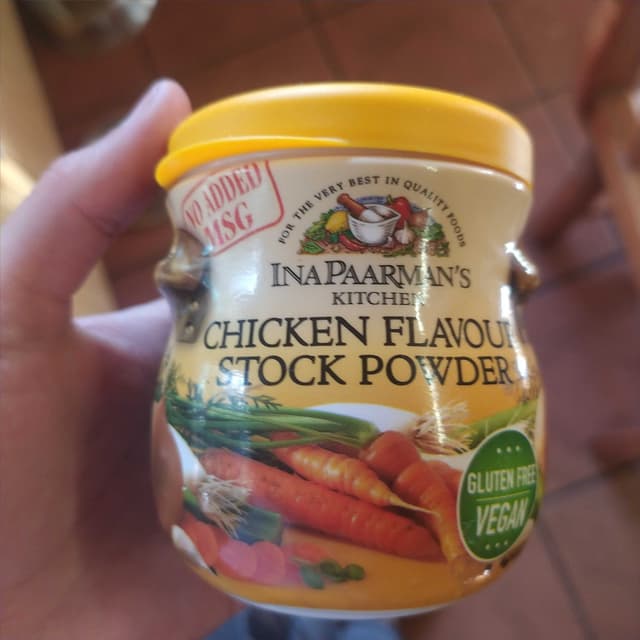 NO ADDED
MSG
FOR THE VERY BEST IN QUALITY FOODS
INA PAARMAN'S
KITCHEN
CHICKEN FLAVOUR
STOCK POWDER
GLUTEN FREE
VEGAN